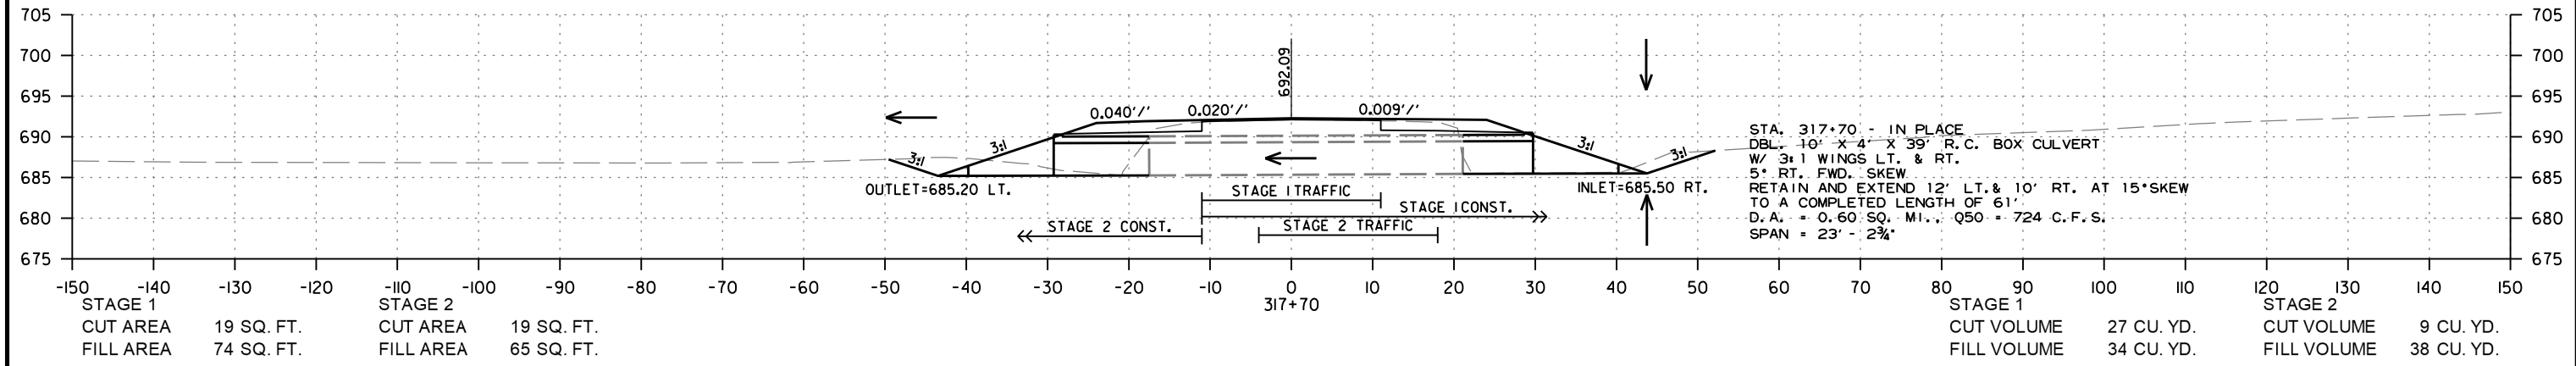 705 705
700 700
695 695
690 690
685 685
680 680
675 675
692.09
0.040'/' 0.020'/' 0.009'/'
3:1 3:1 3:1 3:1
OUTLET=685.20 LT.
INLET=685.50 RT.
STAGE 1 TRAFFIC
STAGE 1 CONST.
STAGE 2 CONST.
STAGE 2 TRAFFIC
STA. 317+70 - IN PLACE
DBL. 10' X 4' X 39' R.C. BOX CULVERT
W/ 3:1 WINGS LT. & RT.
5° RT. FWD. SKEW
RETAIN AND EXTEND 12' LT.& 10' RT. AT 15°SKEW
TO A COMPLETED LENGTH OF 61'
D.A. = 0.60 SQ. MI., Q50 = 724 C.F.S.
SPAN = 23' - 2¾"
-150 -140 -130 -120 -110 -100 -90 -80 -70 -60 -50 -40 -30 -20 -10 0 10 20 30 40 50 60 70 80 90 100 110 120 130 140 150
317+70
STAGE 1 STAGE 2 STAGE 1 STAGE 2
CUT AREA 19 SQ. FT. CUT AREA 19 SQ. FT. CUT VOLUME 27 CU. YD. CUT VOLUME 9 CU. YD.
FILL AREA 74 SQ. FT. FILL AREA 65 SQ. FT. FILL VOLUME 34 CU. YD. FILL VOLUME 38 CU. YD.